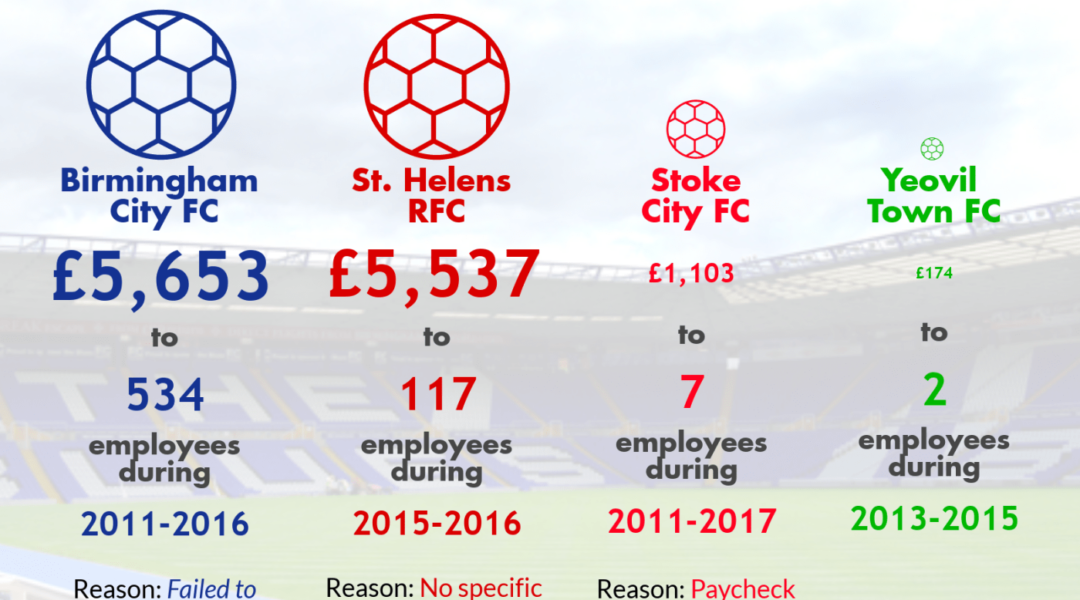 Birmingham
City FC
£5,653
to
534
employees
during
2011-2016
Reason: Failed to
St. Helens
RFC
£5,537
to
117
employees
during
2015-2016
Reason: No specific
Stoke
City FC
£1,103
to
7
employees
during
2011-2017
Reason: Paycheck
Yeovil
Town FC
£174
to
2
employees
during
2013-2015
THE